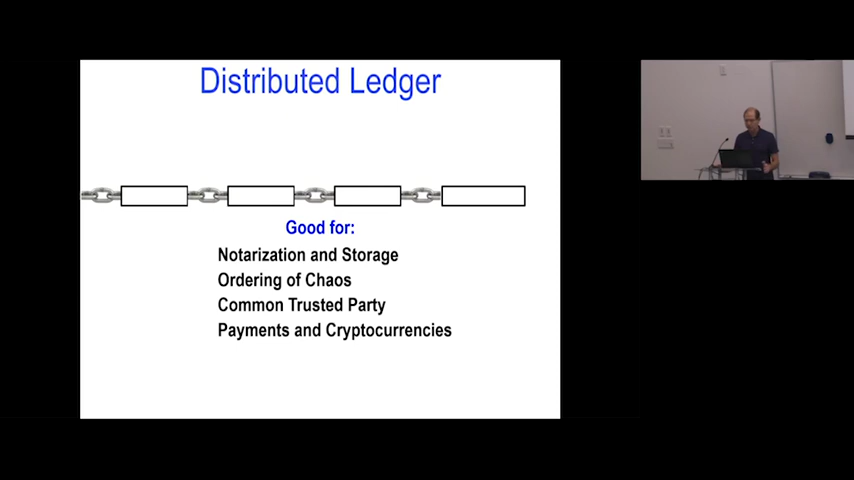 Distributed Ledger
Good for:
Notarization and Storage
Ordering of Chaos
Common Trusted Party
Payments and Cryptocurrencies